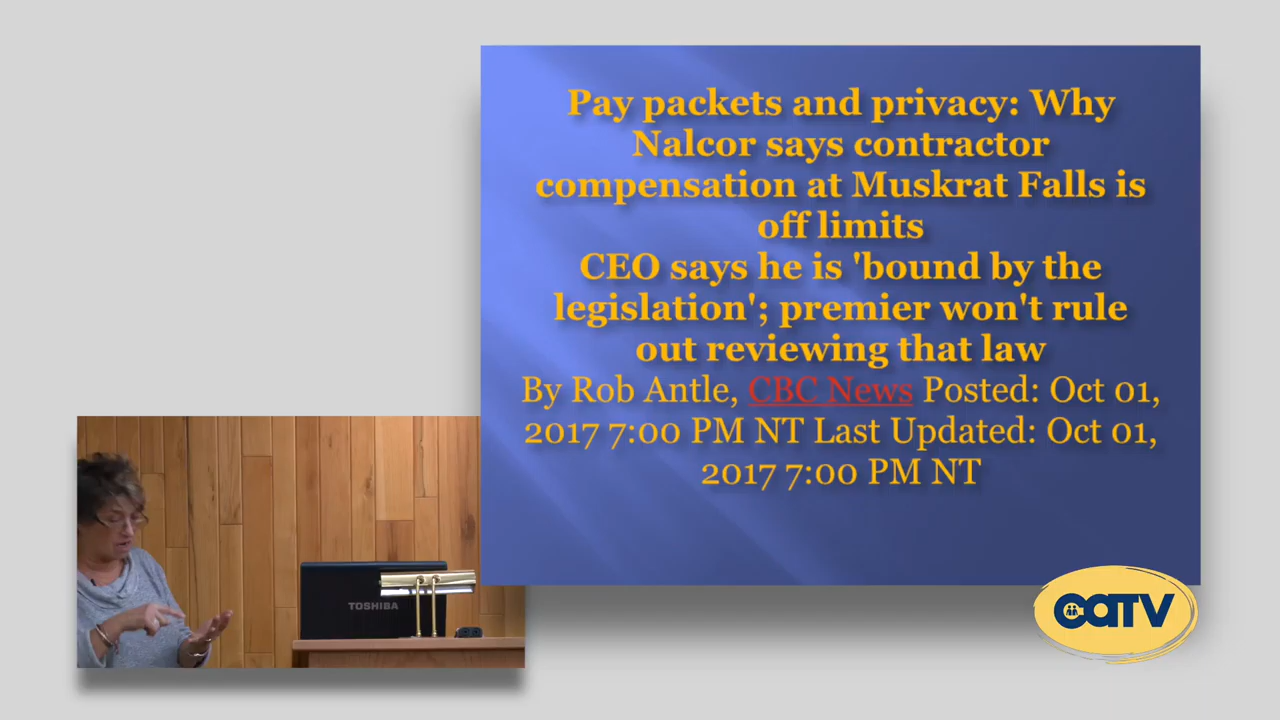 Pay packets and privacy: Why
Nalcor says contractor
compensation at Muskrat Falls is
off limits
CEO says he is 'bound by the
legislation'; premier won't rule
out reviewing that law
By Rob Antle, CBC News Posted: Oct 01,
2017 7:00 PM NT Last Updated: Oct 01,
2017 7:00 PM NT
TOSHIBA
CATV